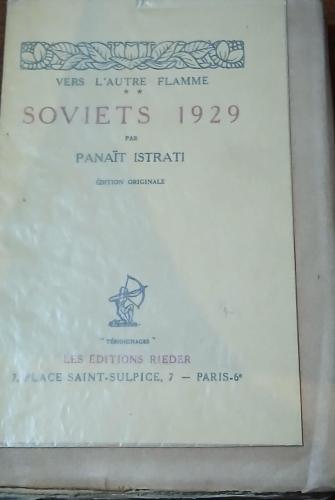 VERS L'AUTRE FLAMME
* *
SOVIETS 1929
PAR
PANAÏT ISTRATI
ÉDITION ORIGINALE
" TÉMOIGNAGES "
LES ÉDITIONS RIEDER
7, PLACE SAINT-SULPICE, 7 — PARIS-6ᵉ